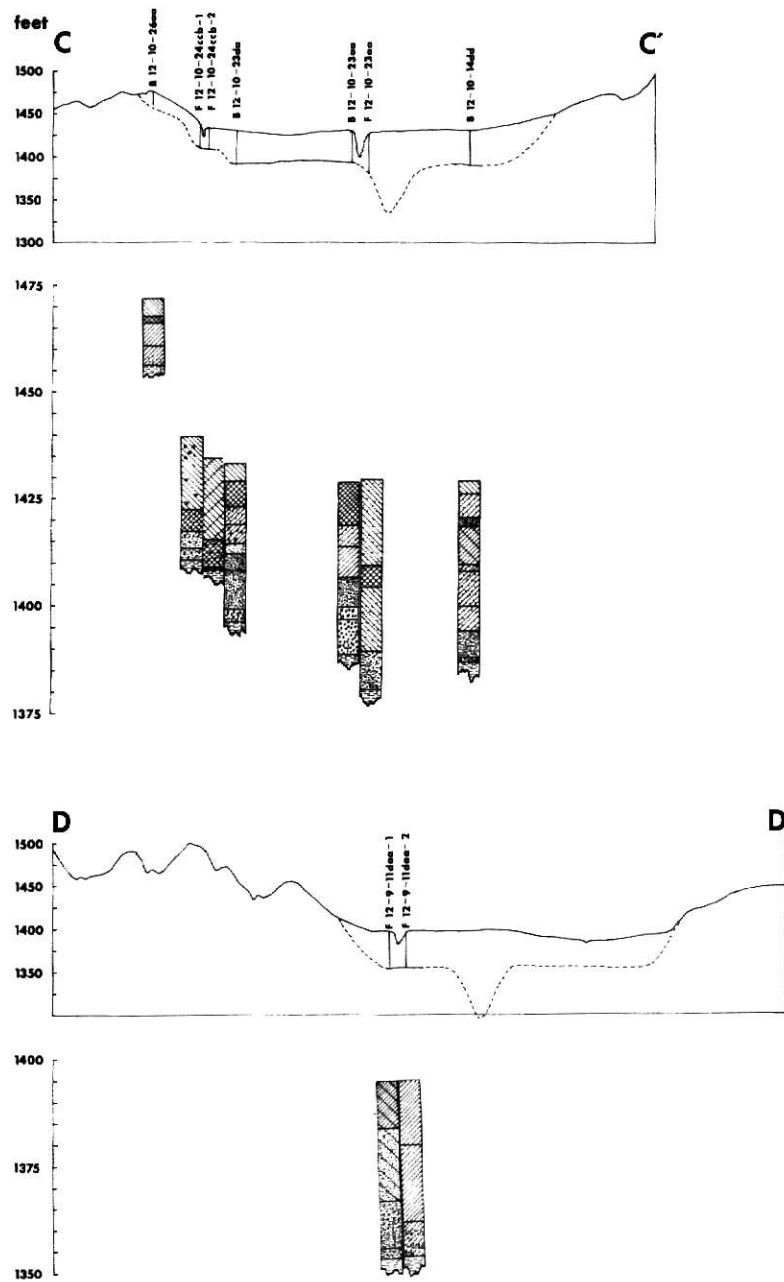 feet
C
C'
B 12-10-26aa
F 12-10-24ccb-1
F 12-10-24ccb-2
B 12-10-23da
B 12-10-23aa
F 12-10-23aa
B 12-10-14dd
1500
1450
1400
1350
1300
1475
1450
1425
1400
1375
D
D
F 12-9-11daa-1
F 12-9-11daa-2
1500
1450
1400
1350
1400
1375
1350